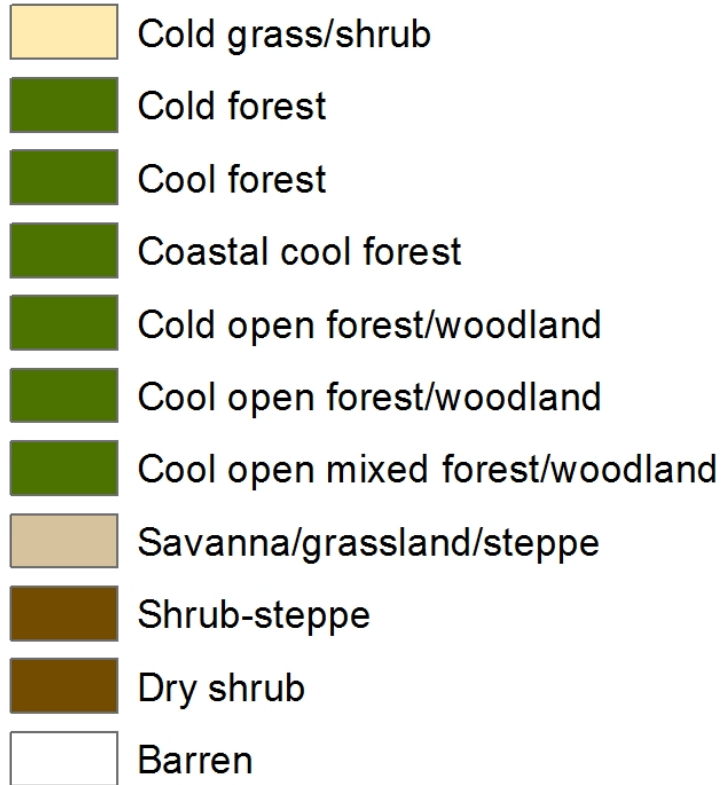 Cold grass/shrub
Cold forest
Cool forest
Coastal cool forest
Cold open forest/woodland
Cool open forest/woodland
Cool open mixed forest/woodland
Savanna/grassland/steppe
Shrub-steppe
Dry shrub
Barren